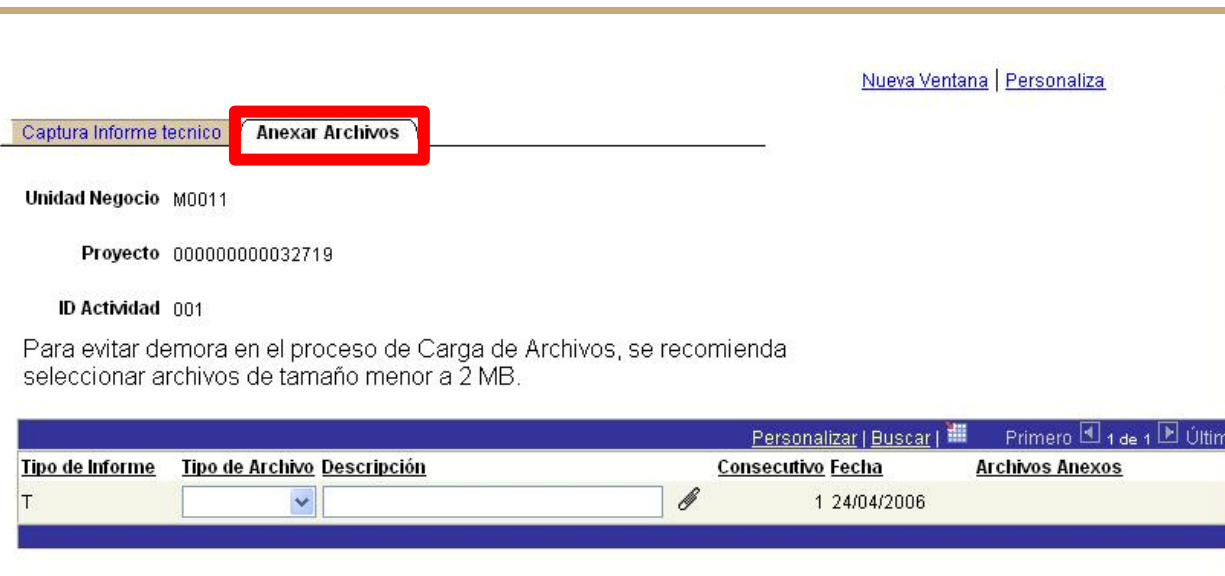 Nueva Ventana | Personaliza
Captura Informe tecnico Anexar Archivos
Unidad Negocio M0011
Proyecto 000000000032719
ID Actividad 001
Para evitar demora en el proceso de Carga de Archivos, se recomienda
seleccionar archivos de tamaño menor a 2 MB.
Personalizar | Buscar | Primero 1 de 1 Últim
Tipo de Informe Tipo de Archivo Descripción Consecutivo Fecha Archivos Anexos
T 1 24/04/2006